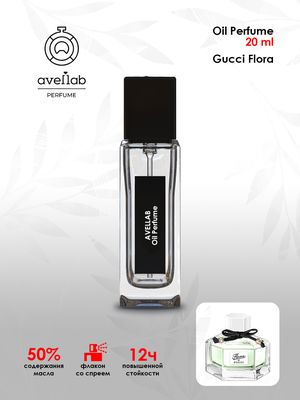 avellab
PERFUME
Oil Perfume
20 ml
Gucci Flora
AVELLAB
Oil Perfume
50%
содержания
масла
флакон
со спреем
12ч
повышенной
стойкости